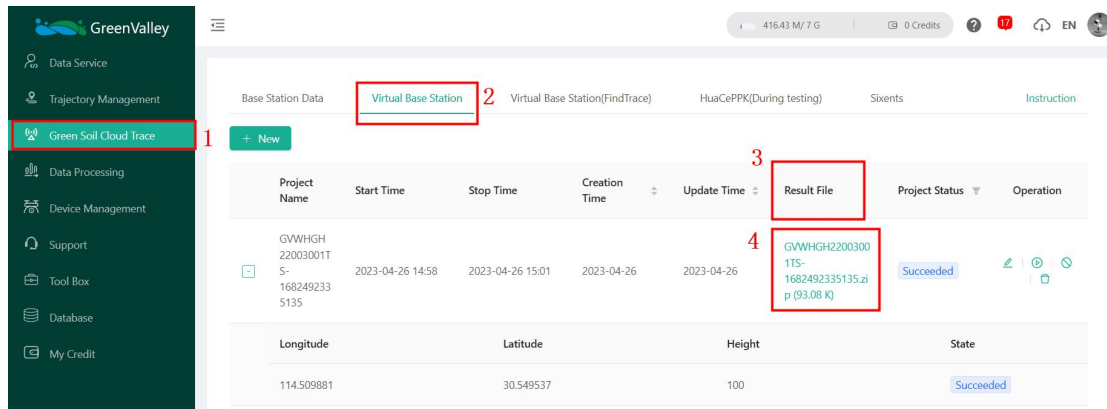 GreenValley
416.43 M/ 7 G
0 Credits
17
EN
Data Service
Trajectory Management
Green Soil Cloud Trace
Data Processing
Device Management
Support
Tool Box
Database
My Credit
1
Base Station Data
Virtual Base Station
2
Virtual Base Station(FindTrace)
HuaCePPK(During testing)
Sixents
Instruction
+ New
3
Project
Name
Start Time
Stop Time
Creation
Time
Update Time
Result File
Project Status
Operation
4
GVWHGH
22003001T
S-
168249233
5135
2023-04-26 14:58
2023-04-26 15:01
2023-04-26
2023-04-26
GVWHGH2200300
1TS-
1682492335135.zi
p (93.08 K)
Succeeded
Longitude
Latitude
Height
State
114.509881
30.549537
100
Succeeded